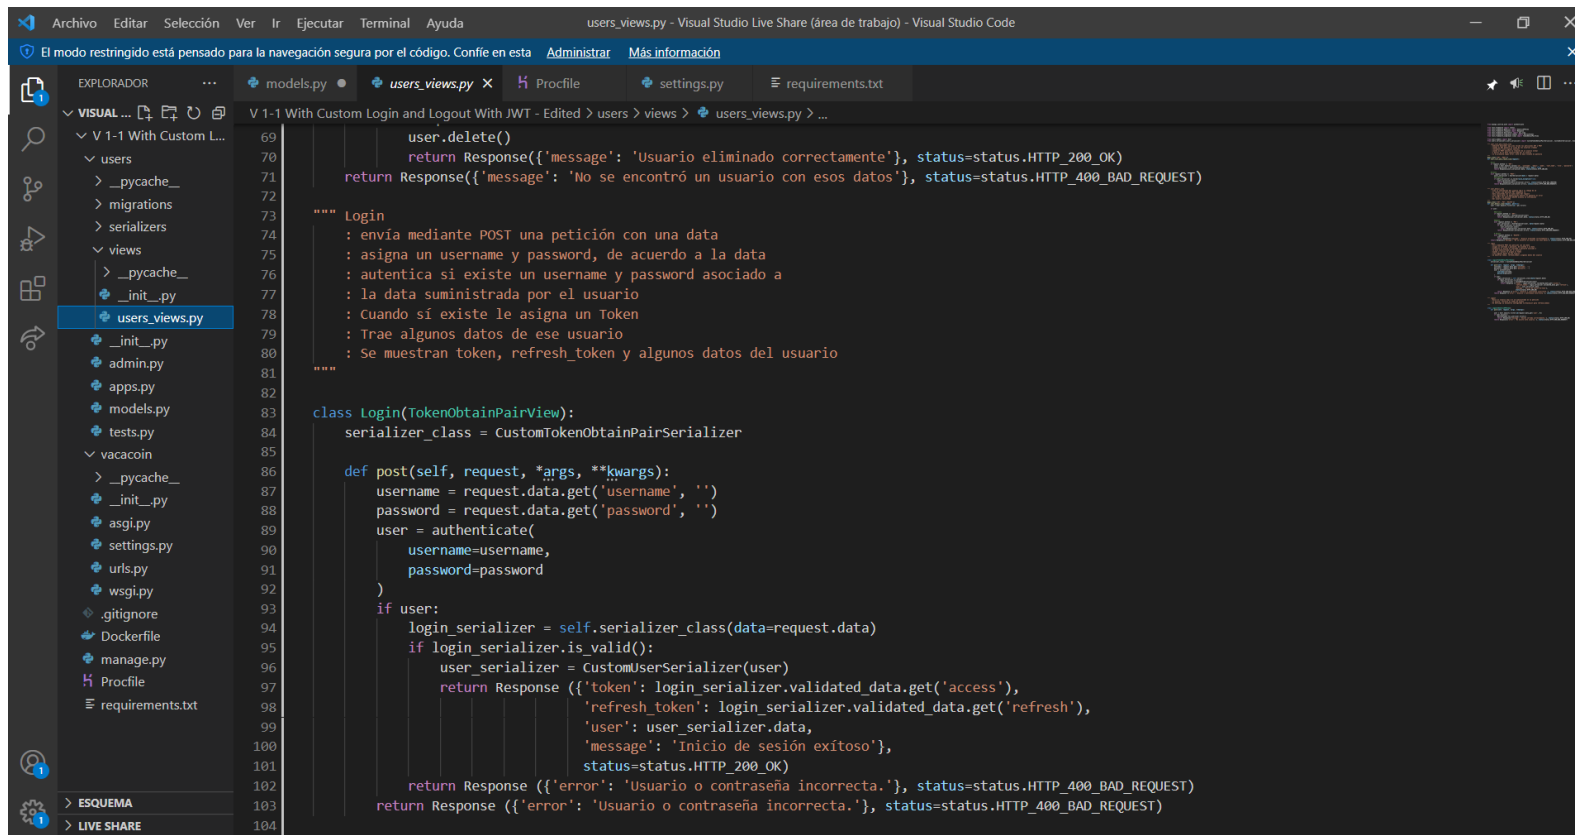 Archivo Editar Selección Ver Ir Ejecutar Terminal Ayuda
users_views.py - Visual Studio Live Share (área de trabajo) - Visual Studio Code
El modo restringido está pensado para la navegación segura por el código. Confíe en esta Administrar Más información
EXPLORADOR
models.py
users_views.py
Procfile
settings.py
requirements.txt
VISUAL ...
V 1-1 With Custom Login and Logout With JWT - Edited > users > views > users_views.py > ...
V 1-1 With Custom L...
users
__pycache__
migrations
serializers
views
__pycache__
__init__.py
users_views.py
__init__.py
admin.py
apps.py
models.py
tests.py
vacacoin
__pycache__
__init__.py
asgi.py
settings.py
urls.py
wsgi.py
.gitignore
Dockerfile
manage.py
Procfile
requirements.txt
ESQUEMA
LIVE SHARE
69 user.delete()
70 return Response({'message': 'Usuario eliminado correctamente'}, status=status.HTTP_200_OK)
71 return Response({'message': 'No se encontró un usuario con esos datos'}, status=status.HTTP_400_BAD_REQUEST)
72
73 """ Login
74 : envía mediante POST una petición con una data
75 : asigna un username y password, de acuerdo a la data
76 : autentica si existe un username y password asociado a
77 : la data suministrada por el usuario
78 : Cuando sí existe le asigna un Token
79 : Trae algunos datos de ese usuario
80 : Se muestran token, refresh_token y algunos datos del usuario
81 """
82
83 class Login(TokenObtainPairView):
84 serializer_class = CustomTokenObtainPairSerializer
85
86 def post(self, request, *args, **kwargs):
87 username = request.data.get('username', '')
88 password = request.data.get('password', '')
89 user = authenticate(
90 username=username,
91 password=password
92 )
93 if user:
94 login_serializer = self.serializer_class(data=request.data)
95 if login_serializer.is_valid():
96 user_serializer = CustomUserSerializer(user)
97 return Response ({'token': login_serializer.validated_data.get('access'),
98 'refresh_token': login_serializer.validated_data.get('refresh'),
99 'user': user_serializer.data,
100 'message': 'Inicio de sesión exítoso'},
101 status=status.HTTP_200_OK)
102 return Response ({'error': 'Usuario o contraseña incorrecta.'}, status=status.HTTP_400_BAD_REQUEST)
103 return Response ({'error': 'Usuario o contraseña incorrecta.'}, status=status.HTTP_400_BAD_REQUEST)
104
1
1
1